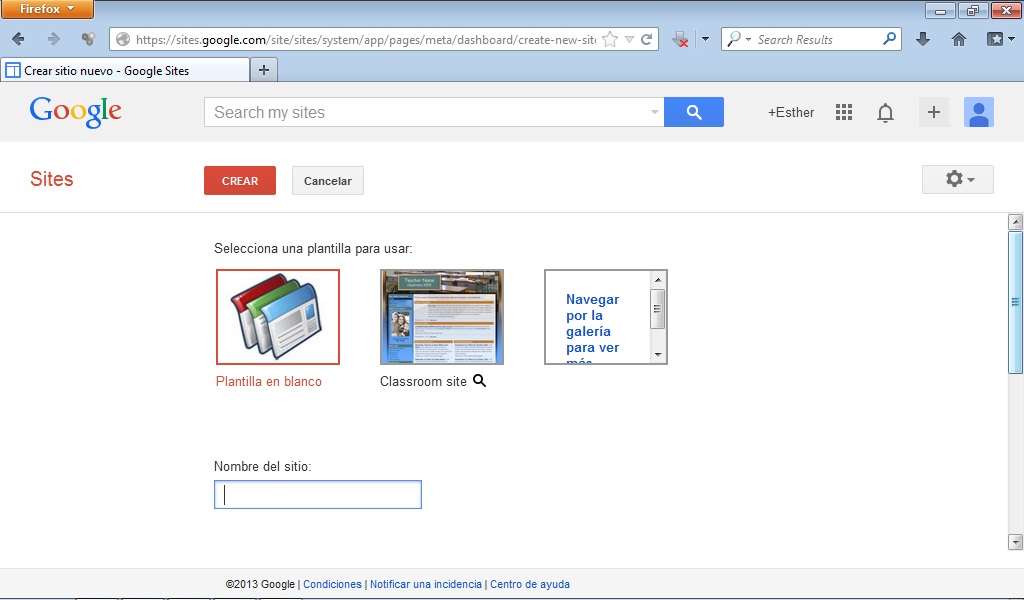 Firefox
https://sites.google.com/site/sites/system/app/pages/meta/dashboard/create-new-sit
Search Results
Crear sitio nuevo - Google Sites
Google
Search my sites
+Esther
Sites
CREAR
Cancelar
Selecciona una plantilla para usar:
Teacher Name
Navegar
por la
galería
para ver
más
Plantilla en blanco
Classroom site
Nombre del sitio:
©2013 Google | Condiciones | Notificar una incidencia | Centro de ayuda